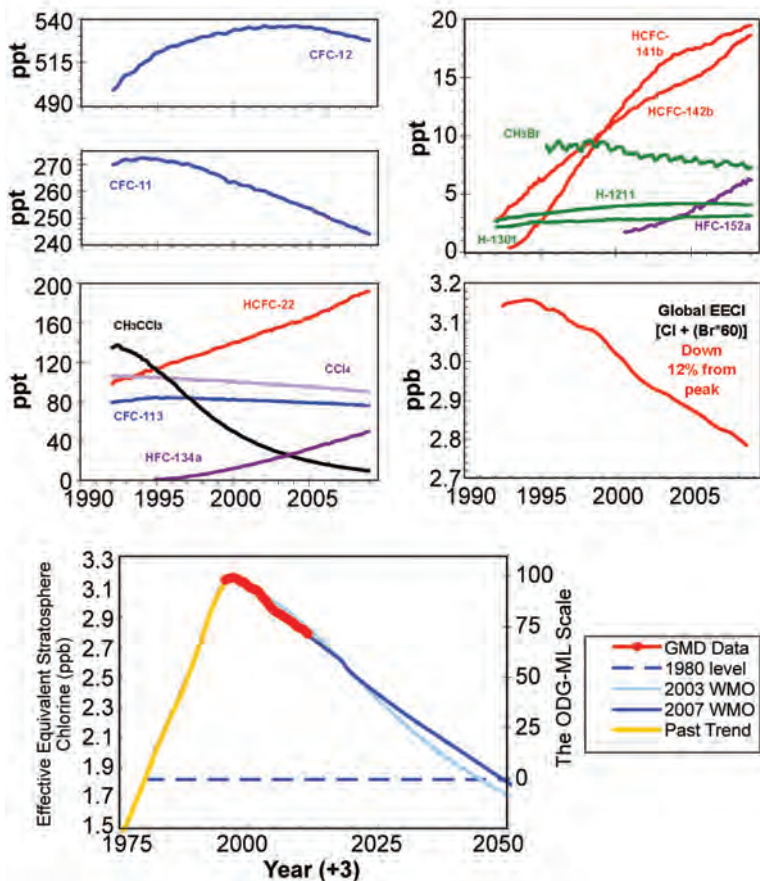 540
515
490
ppt
CFC-12
270
260
250
240
ppt
CFC-11
200
160
120
80
40
0
ppt
HCFC-22
CH3CCl3
CCl4
CFC-113
HFC-134a
1990
1995
2000
2005
20
15
10
5
0
ppt
HCFC-
141b
HCFC-142b
CH3Br
H-1211
H-1301
HFC-152a
3.2
3.1
3.0
2.9
2.8
2.7
ppb
Global EECl
[Cl + (Br*60)]
Down
12% from
peak
1990
1995
2000
2005
3.3
3.1
2.9
2.7
2.5
2.3
2.1
1.9
1.7
1.5
Effective Equivalent Stratosphere
Chlorine (ppb)
100
75
50
25
0
The ODG-ML Scale
1975
2000
2025
2050
Year (+3)
GMD Data
1980 level
2003 WMO
2007 WMO
Past Trend